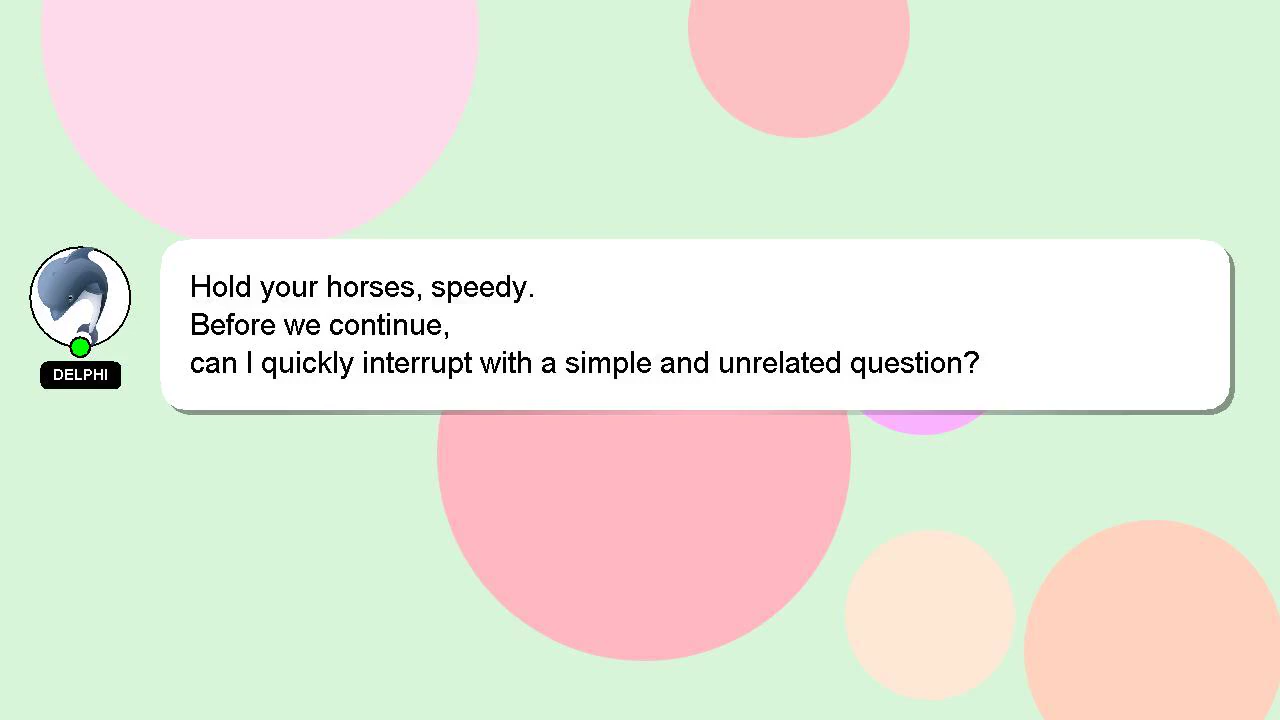 Hold your horses, speedy.
Before we continue,
can I quickly interrupt with a simple and unrelated question?
DELPHI